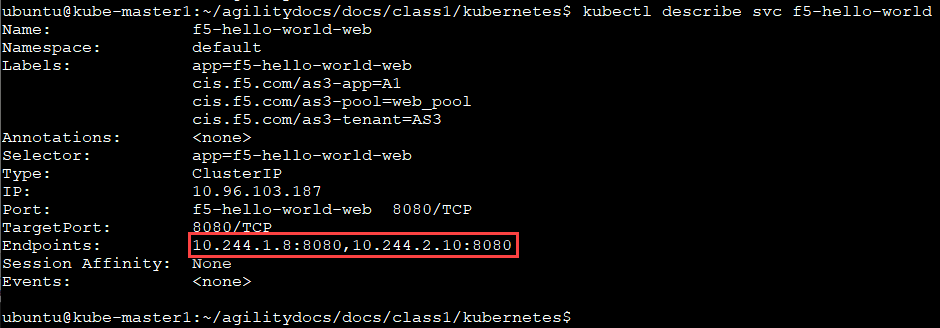 ubuntu@kube-master1:~/agilitydocs/docs/class1/kubernetes$ kubectl describe svc f5-hello-world
Name:              f5-hello-world-web
Namespace:         default
Labels:            app=f5-hello-world-web
                   cis.f5.com/as3-app=A1
                   cis.f5.com/as3-pool=web_pool
                   cis.f5.com/as3-tenant=AS3
Annotations:       <none>
Selector:          app=f5-hello-world-web
Type:              ClusterIP
IP:                10.96.103.187
Port:              f5-hello-world-web  8080/TCP
TargetPort:        8080/TCP
Endpoints:         10.244.1.8:8080,10.244.2.10:8080
Session Affinity:  None
Events:            <none>
ubuntu@kube-master1:~/agilitydocs/docs/class1/kubernetes$